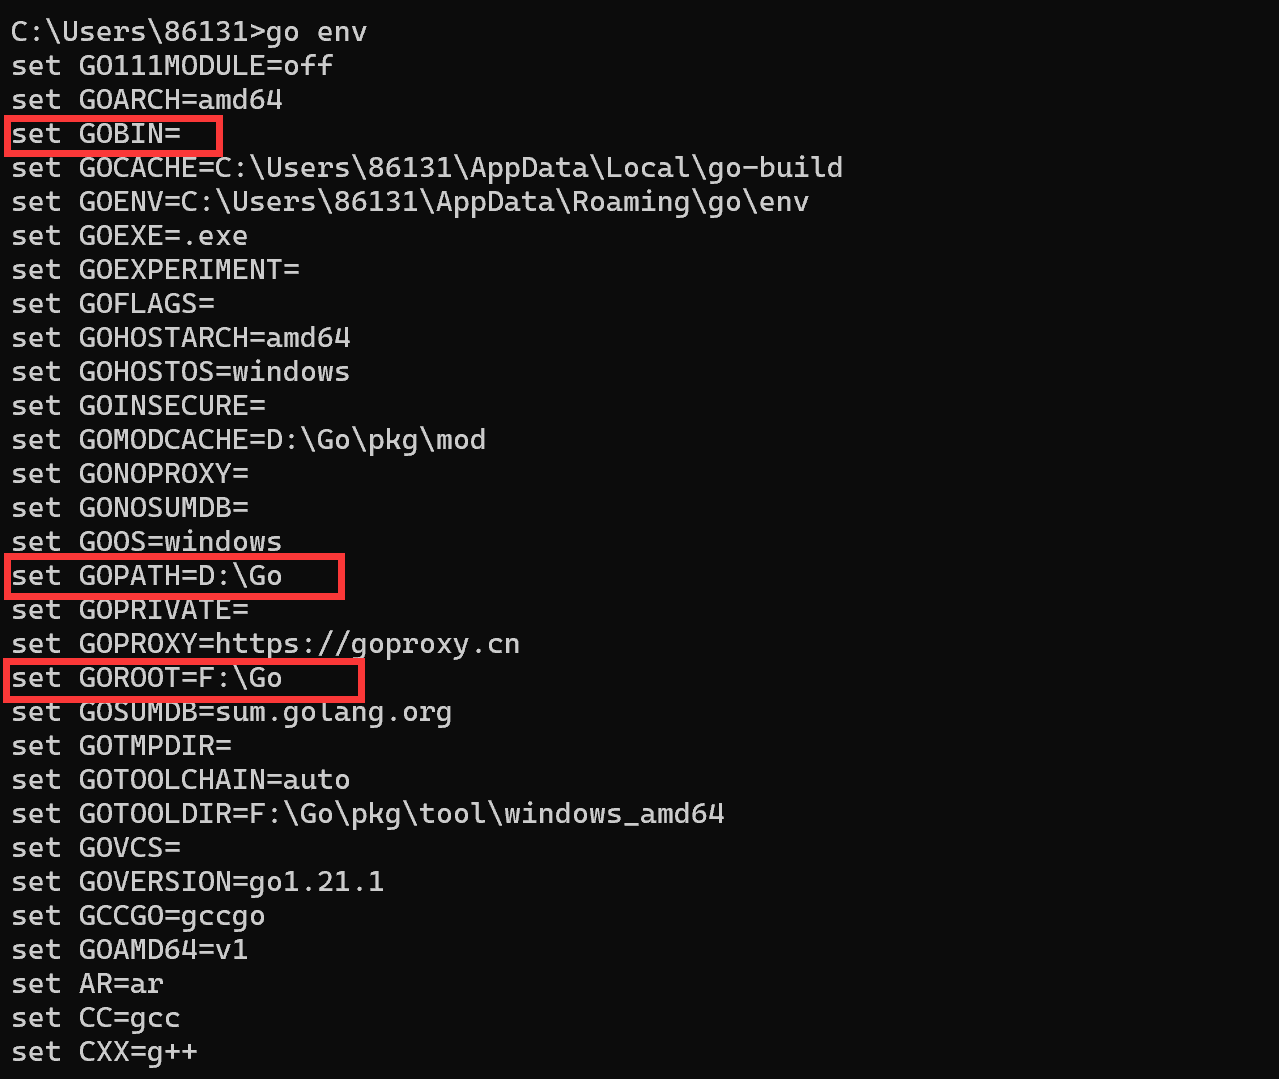 C:\Users\86131>go env
set GO111MODULE=off
set GOARCH=amd64
set GOBIN=
set GOCACHE=C:\Users\86131\AppData\Local\go-build
set GOENV=C:\Users\86131\AppData\Roaming\go\env
set GOEXE=.exe
set GOEXPERIMENT=
set GOFLAGS=
set GOHOSTARCH=amd64
set GOHOSTOS=windows
set GOINSECURE=
set GOMODCACHE=D:\Go\pkg\mod
set GONOPROXY=
set GONOSUMDB=
set GOOS=windows
set GOPATH=D:\Go
set GOPRIVATE=
set GOPROXY=https://goproxy.cn
set GOROOT=F:\Go
set GOSUMDB=sum.golang.org
set GOTMPDIR=
set GOTOOLCHAIN=auto
set GOTOOLDIR=F:\Go\pkg\tool\windows_amd64
set GOVCS=
set GOVERSION=go1.21.1
set GCCGO=gccgo
set GOAMD64=v1
set AR=ar
set CC=gcc
set CXX=g++